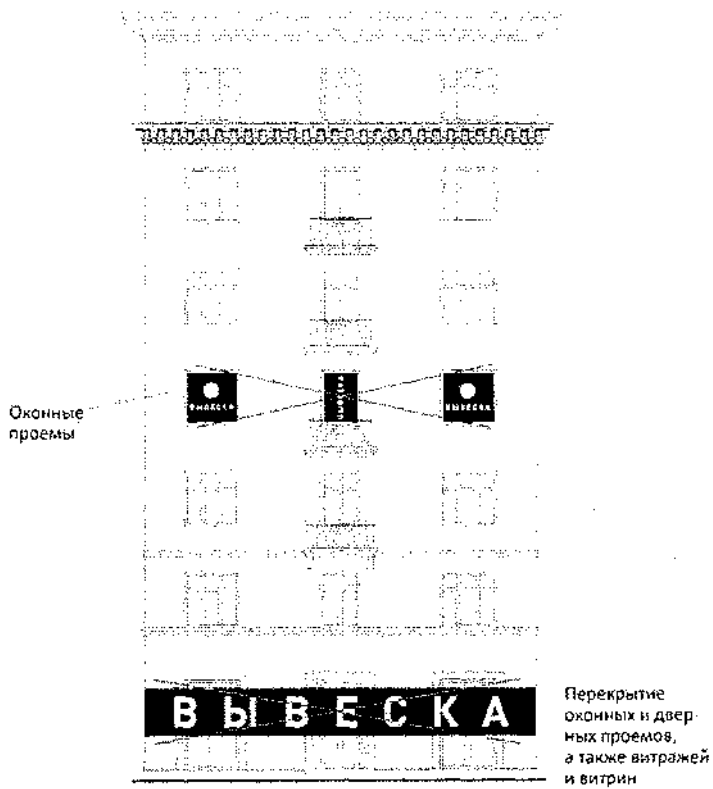 ВЫВЕСКА
ВЫВЕСКА
ВЫВЕСКА
Оконные
проемы
ВЫВЕСКА
Перекрытие
оконных и двер-
ных проемов,
а также витражей
и витрин